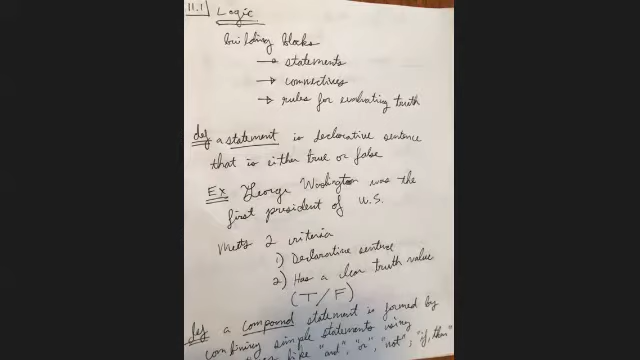 11.1 Logic
building blocks
→ statements
→ connectives
→ rules for evaluating truth
def a statement is declarative sentence
that is either true or false
Ex George Washington was the
first president of U.S.
Meets 2 criteria
1) Declarative sentence
2) Has a clear truth value
(T/F)
def a compound statement is formed by
combining simple statements using
like "and", "or", "not", "if, then"